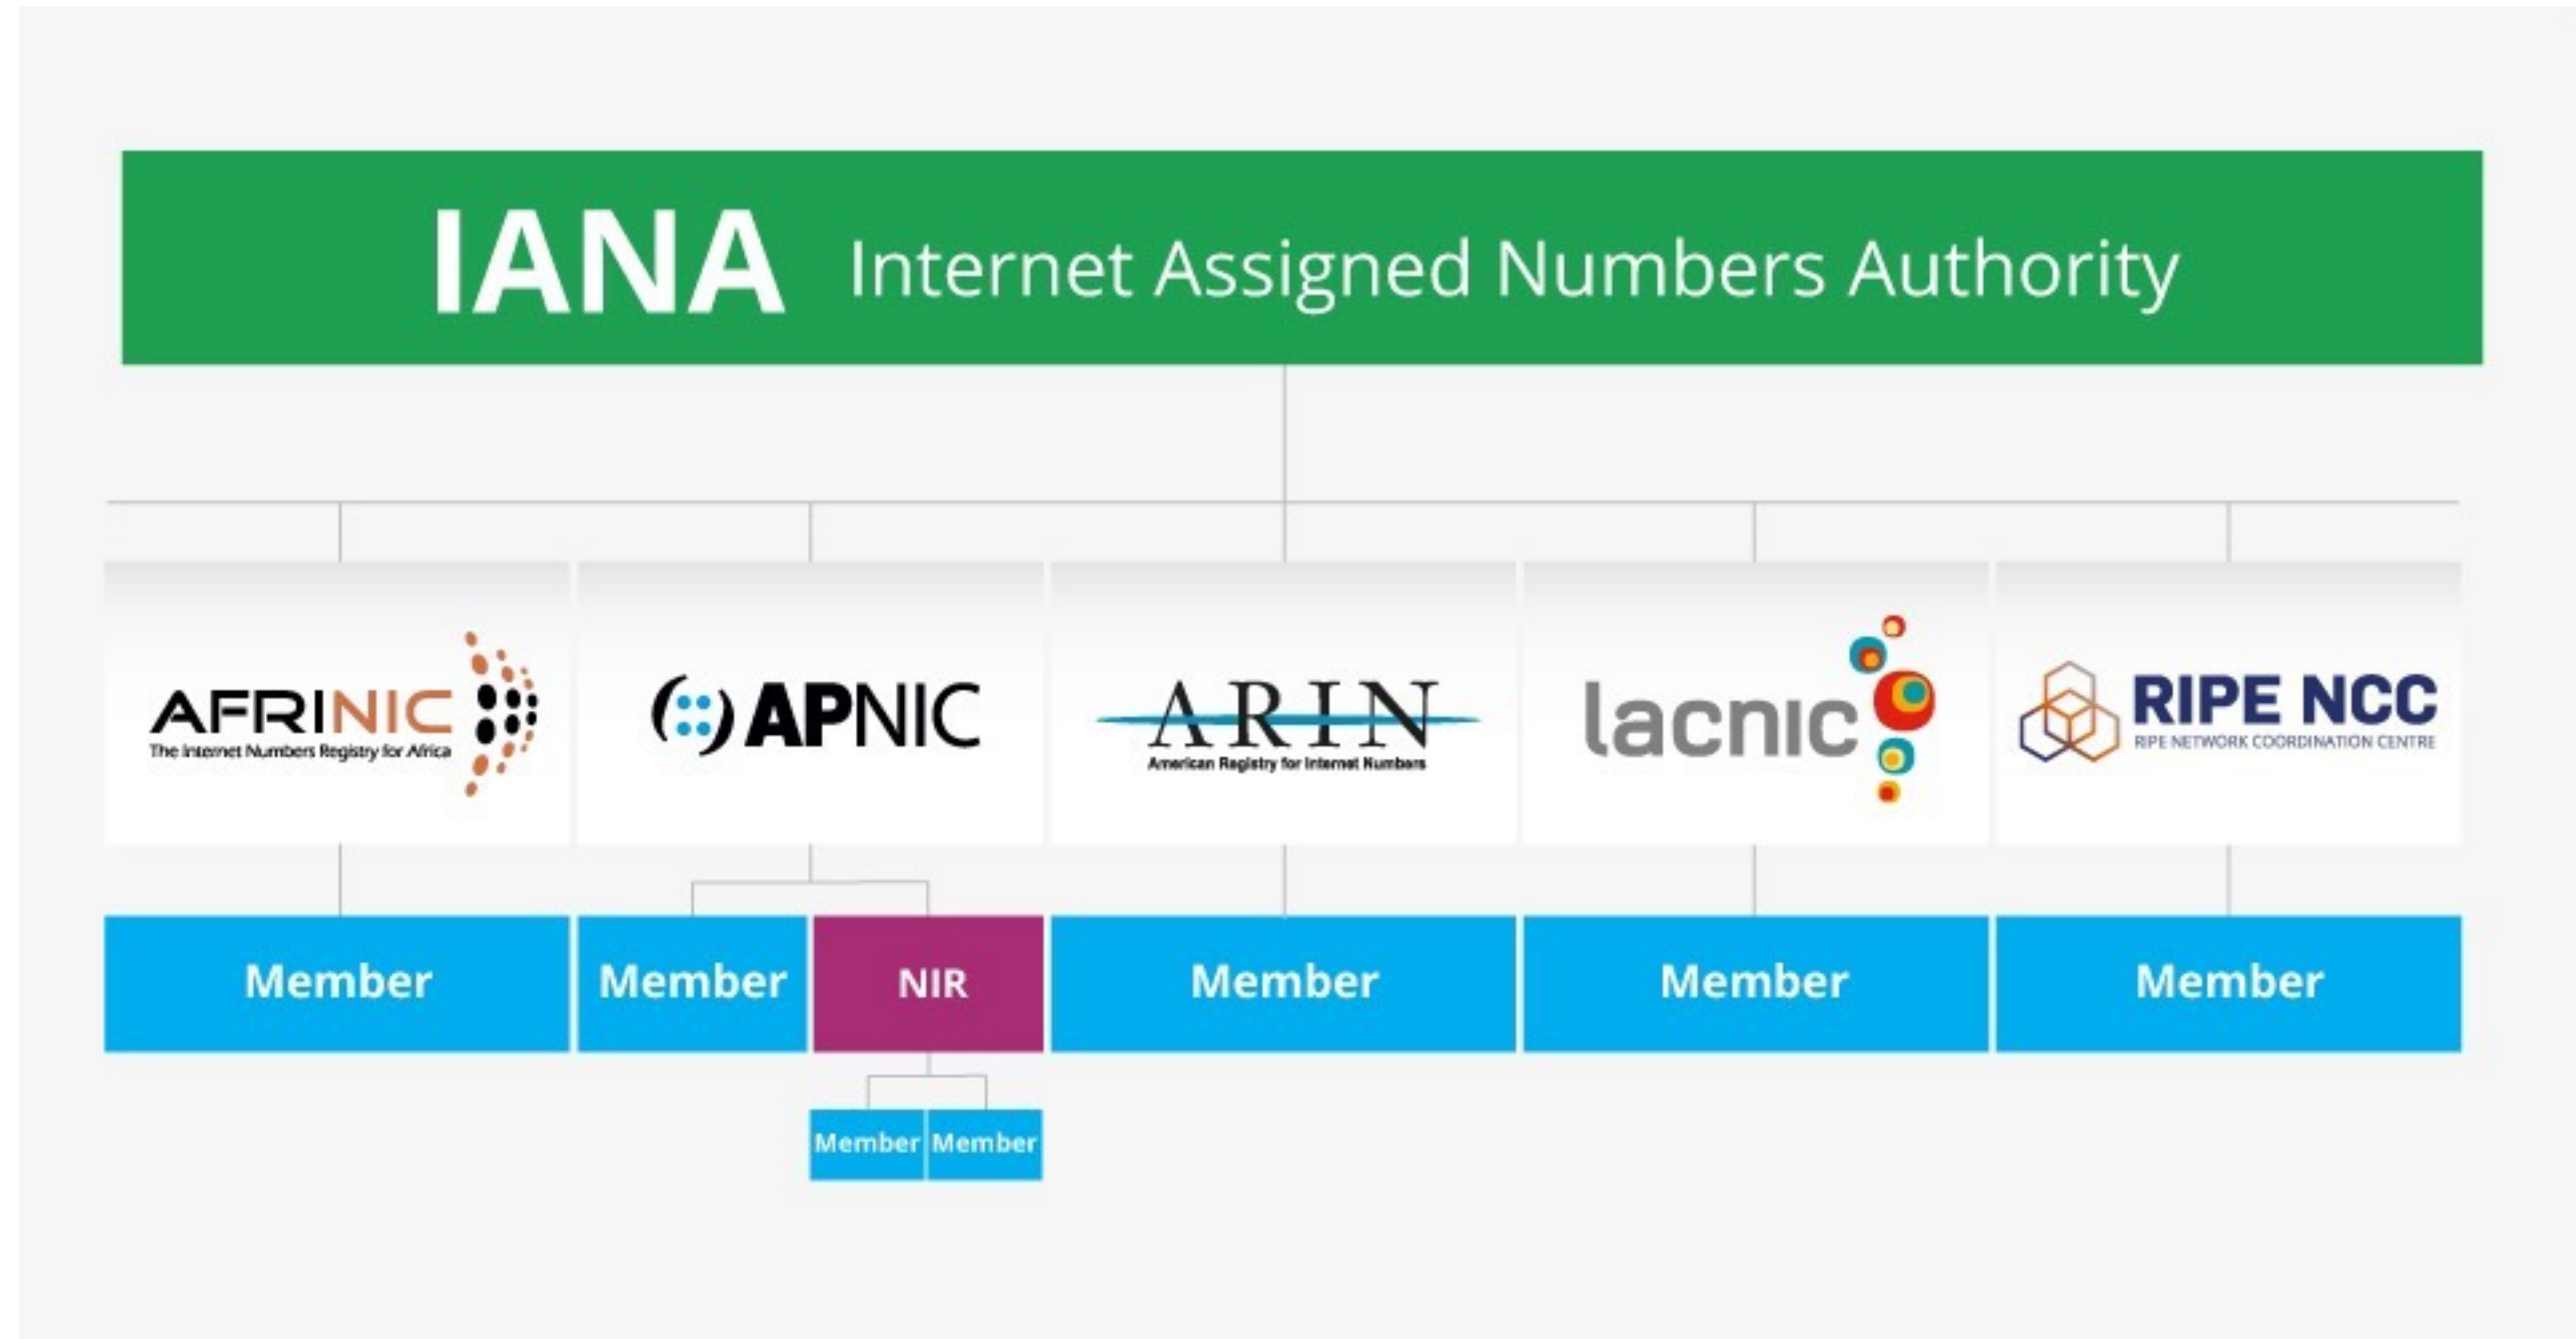 IANA Internet Assigned Numbers Authority
AFRINIC
The Internet Numbers Registry for Africa
APNIC
ARIN
American Registry for Internet Numbers
lacnic
RIPE NCC
RIPE NETWORK COORDINATION CENTRE
Member
Member
NIR
Member
Member
Member
Member
Member